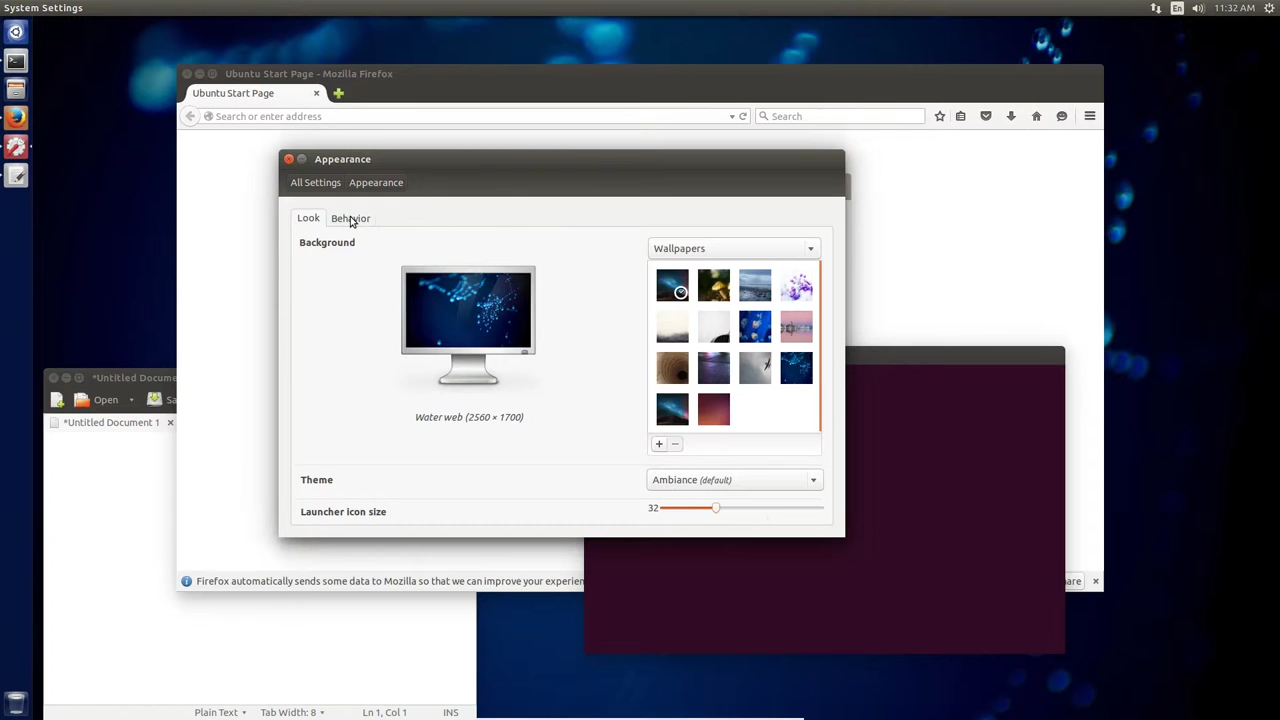 System Settings
En
11:32 AM
Ubuntu Start Page - Mozilla Firefox
Ubuntu Start Page
Search or enter address
Search
Appearance
All Settings Appearance
Look Behavior
Background
Wallpapers
Water web (2560 × 1700)
Theme
Ambiance (default)
Launcher icon size
32
*Untitled Docume
Open
Sa
*Untitled Document 1
Firefox automatically sends some data to Mozilla so that we can improve your experien
are
Plain Text Tab Width: 8 Ln 1, Col 1 INS